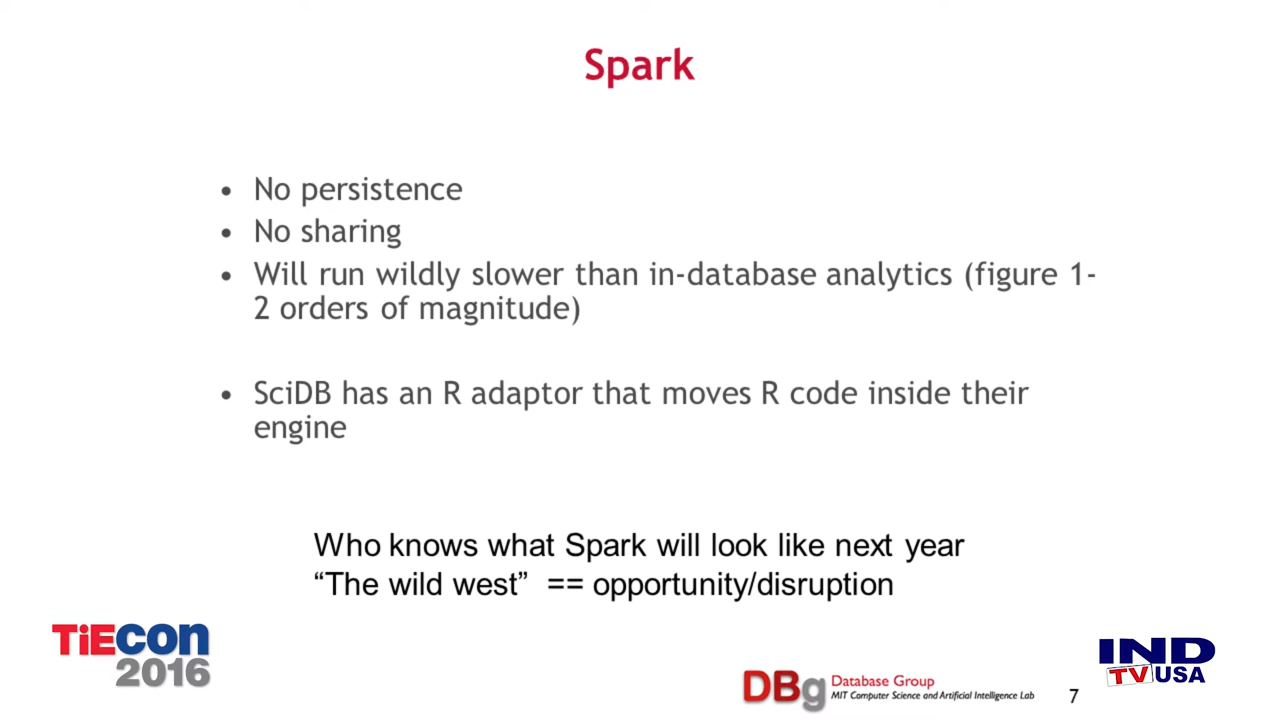 Spark
• No persistence
• No sharing
• Will run wildly slower than in-database analytics (figure 1-
2 orders of magnitude)
• SciDB has an R adaptor that moves R code inside their
engine
Who knows what Spark will look like next year
“The wild west” == opportunity/disruption
TiECON
2016
DBg
Database Group
MIT Computer Science and Artificial Intelligence Lab
7
IND
TV USA